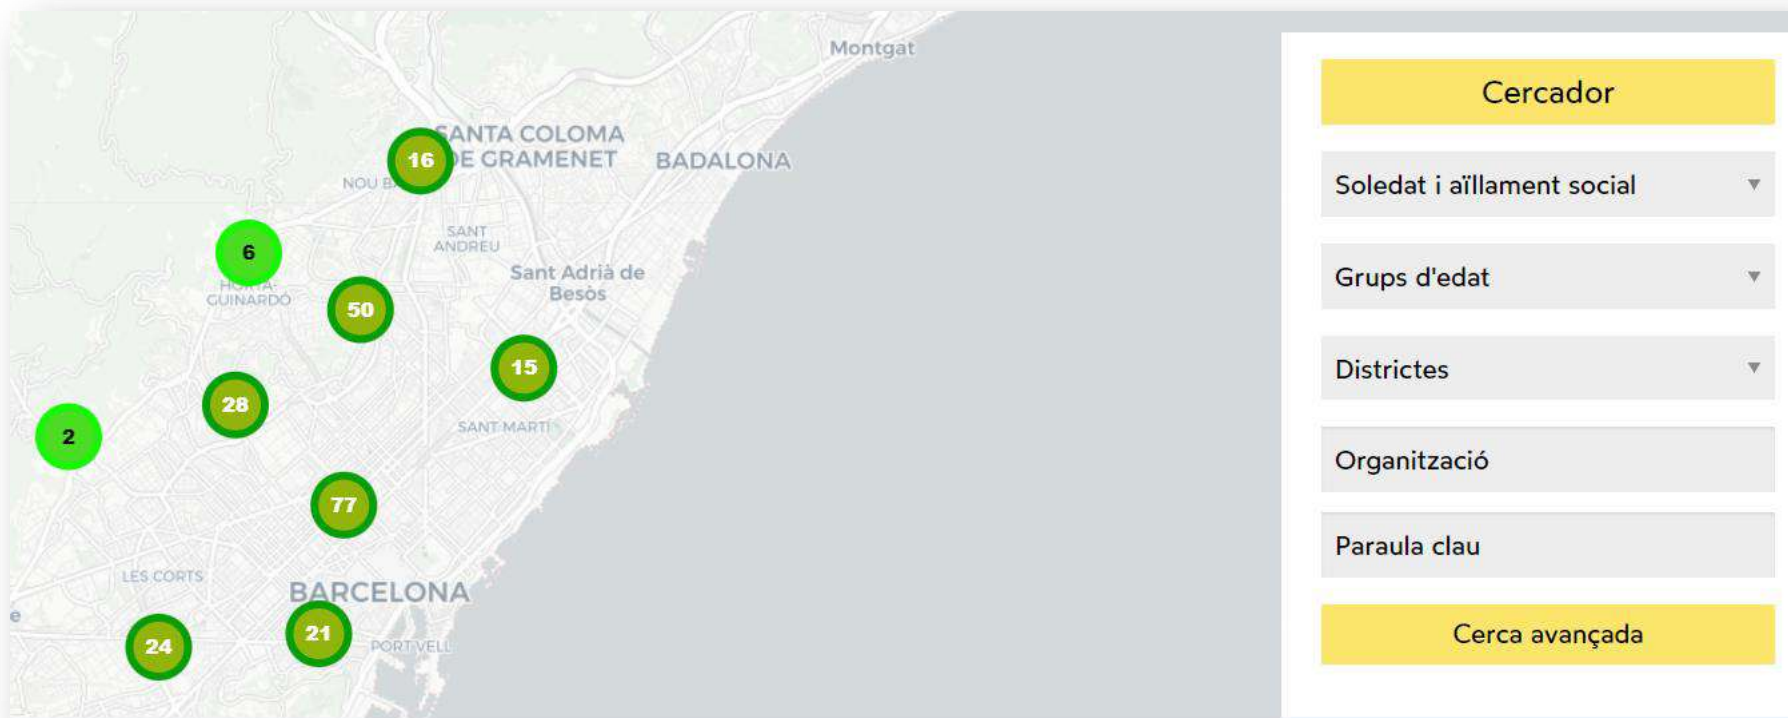 Montgat
SANTA COLOMA
DE GRAMENET
16
BADALONA
NOU
SANT
ANDREU
6
HORTA-
GUINARDÓ
Sant Adrià de
Besòs
50
15
28
SANT MARTÍ
2
77
LES CORTS
BARCELONA
21
24
PORT VELL
Cercador
Soledat i aïllament social
Grups d'edat
Districtes
Organització
Paraula clau
Cerca avançada